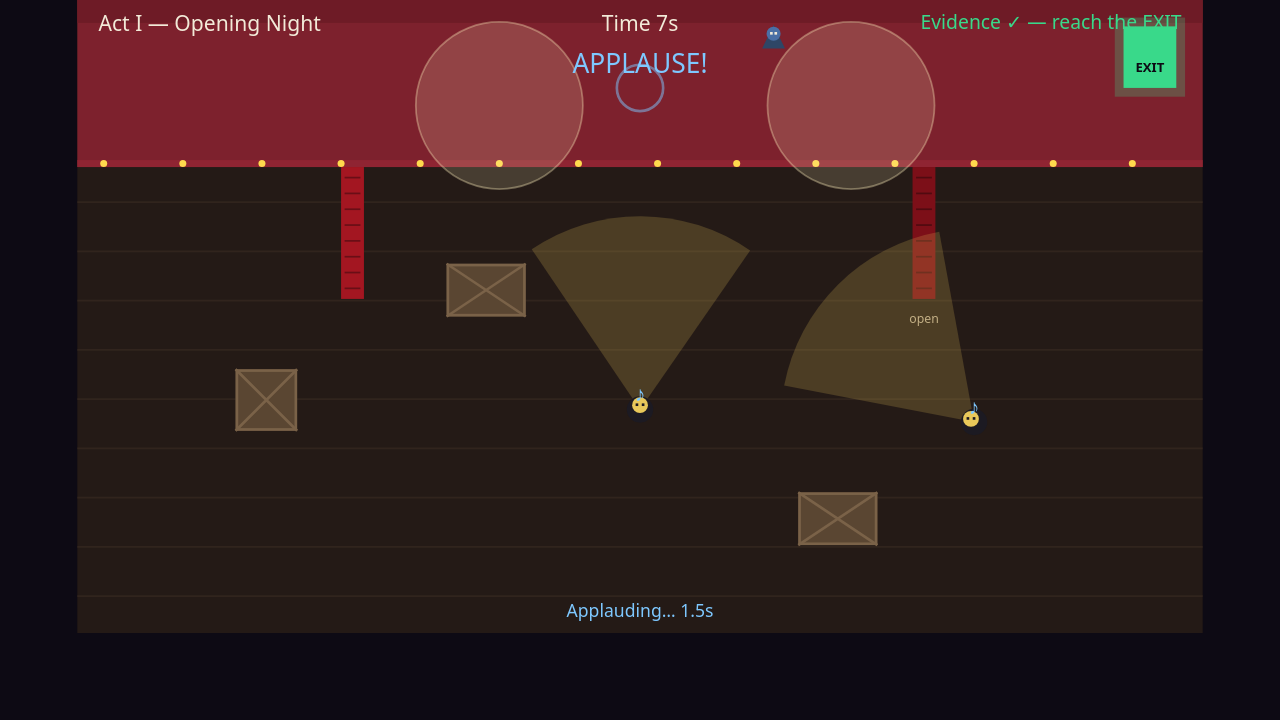 Act I — Opening Night
Time 7s
Evidence ✓ — reach the EXIT
APPLAUSE!
EXIT
open
♪
♪
Applauding... 1.5s